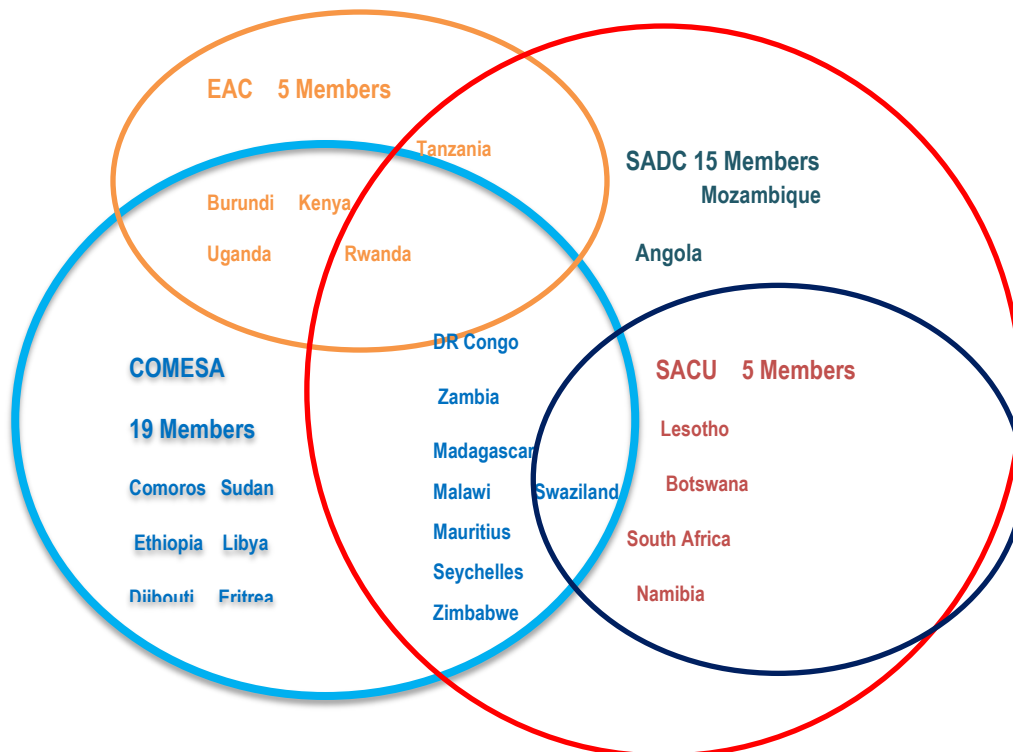 EAC 5 Members
Tanzania
SADC 15 Members
Mozambique
Burundi Kenya
Uganda Rwanda
Angola
DR Congo
COMESA
19 Members
SACU 5 Members
Zambia
Lesotho
Madagascar
Comoros Sudan
Malawi Swaziland
Botswana
Mauritius
Ethiopia Libya
South Africa
Seychelles
Djibouti Eritrea
Namibia
Zimbabwe